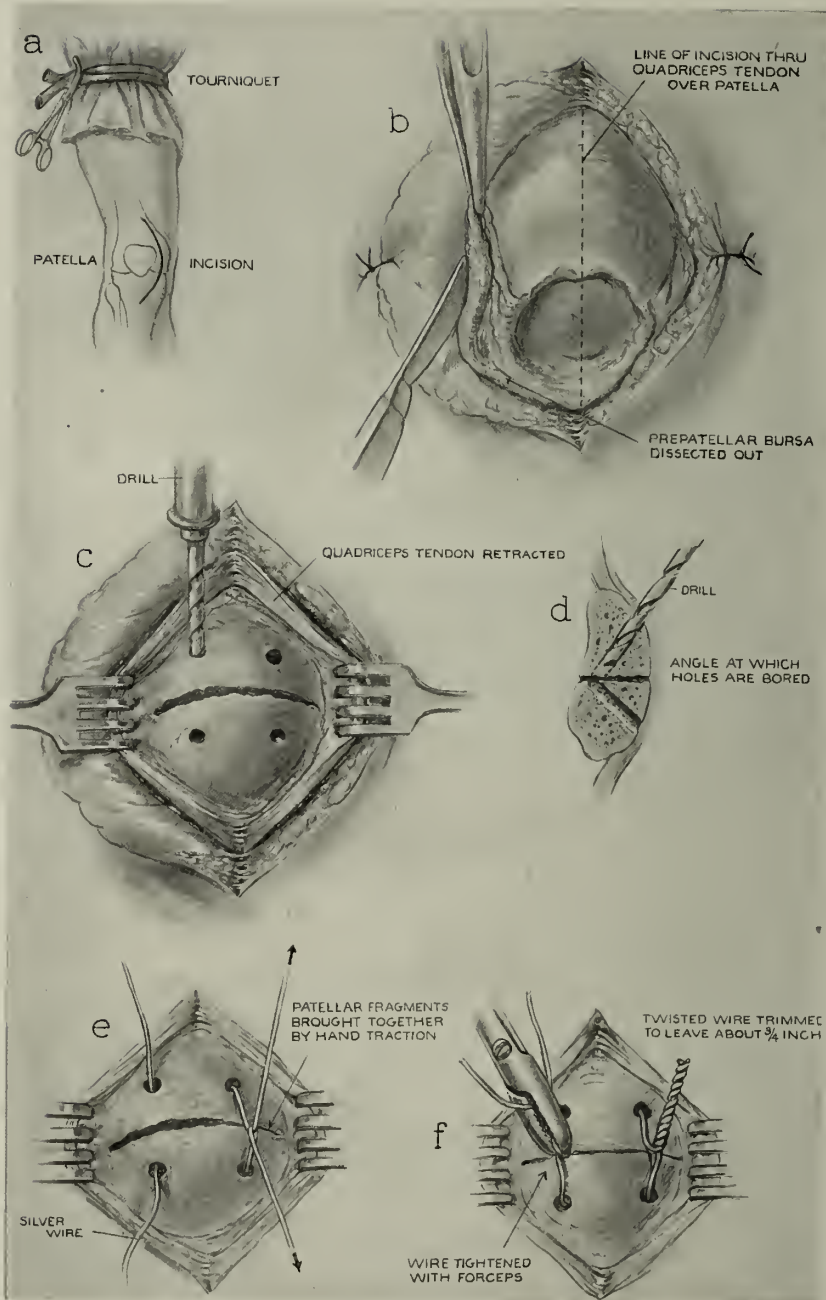 a
TOURNIQUET
PATELLA
INCISION
b
LINE OF INCISION THRU
QUADRICEPS TENDON
OVER PATELLA
PREPATELLAR BURSA
DISSECTED OUT
c
DRILL
QUADRICEPS TENDON RETRACTED
d
DRILL
ANGLE AT WHICH
HOLES ARE BORED
e
PATELLAR FRAGMENTS
BROUGHT TOGETHER
BY HAND TRACTION
SILVER
WIRE
f
TWISTED WIRE TRIMMED
TO LEAVE ABOUT 3/4 INCH
WIRE TIGHTENED
WITH FORCEPS